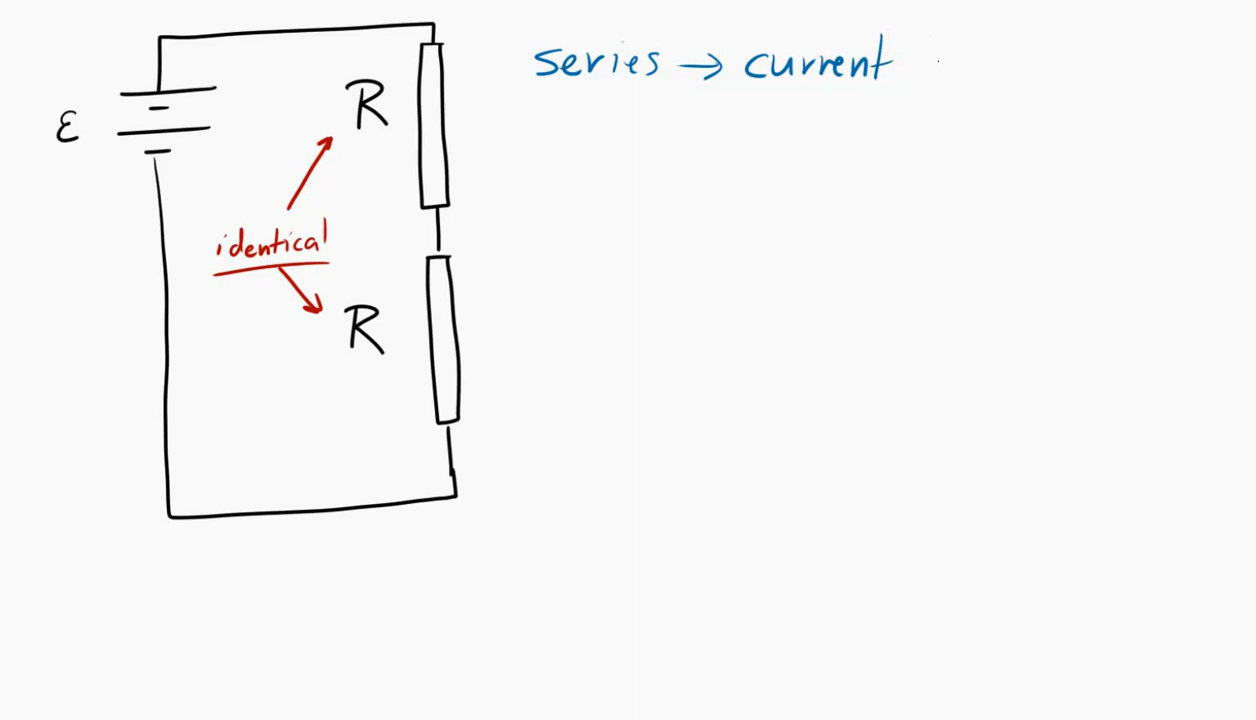 series → current
R
ε
identical
R